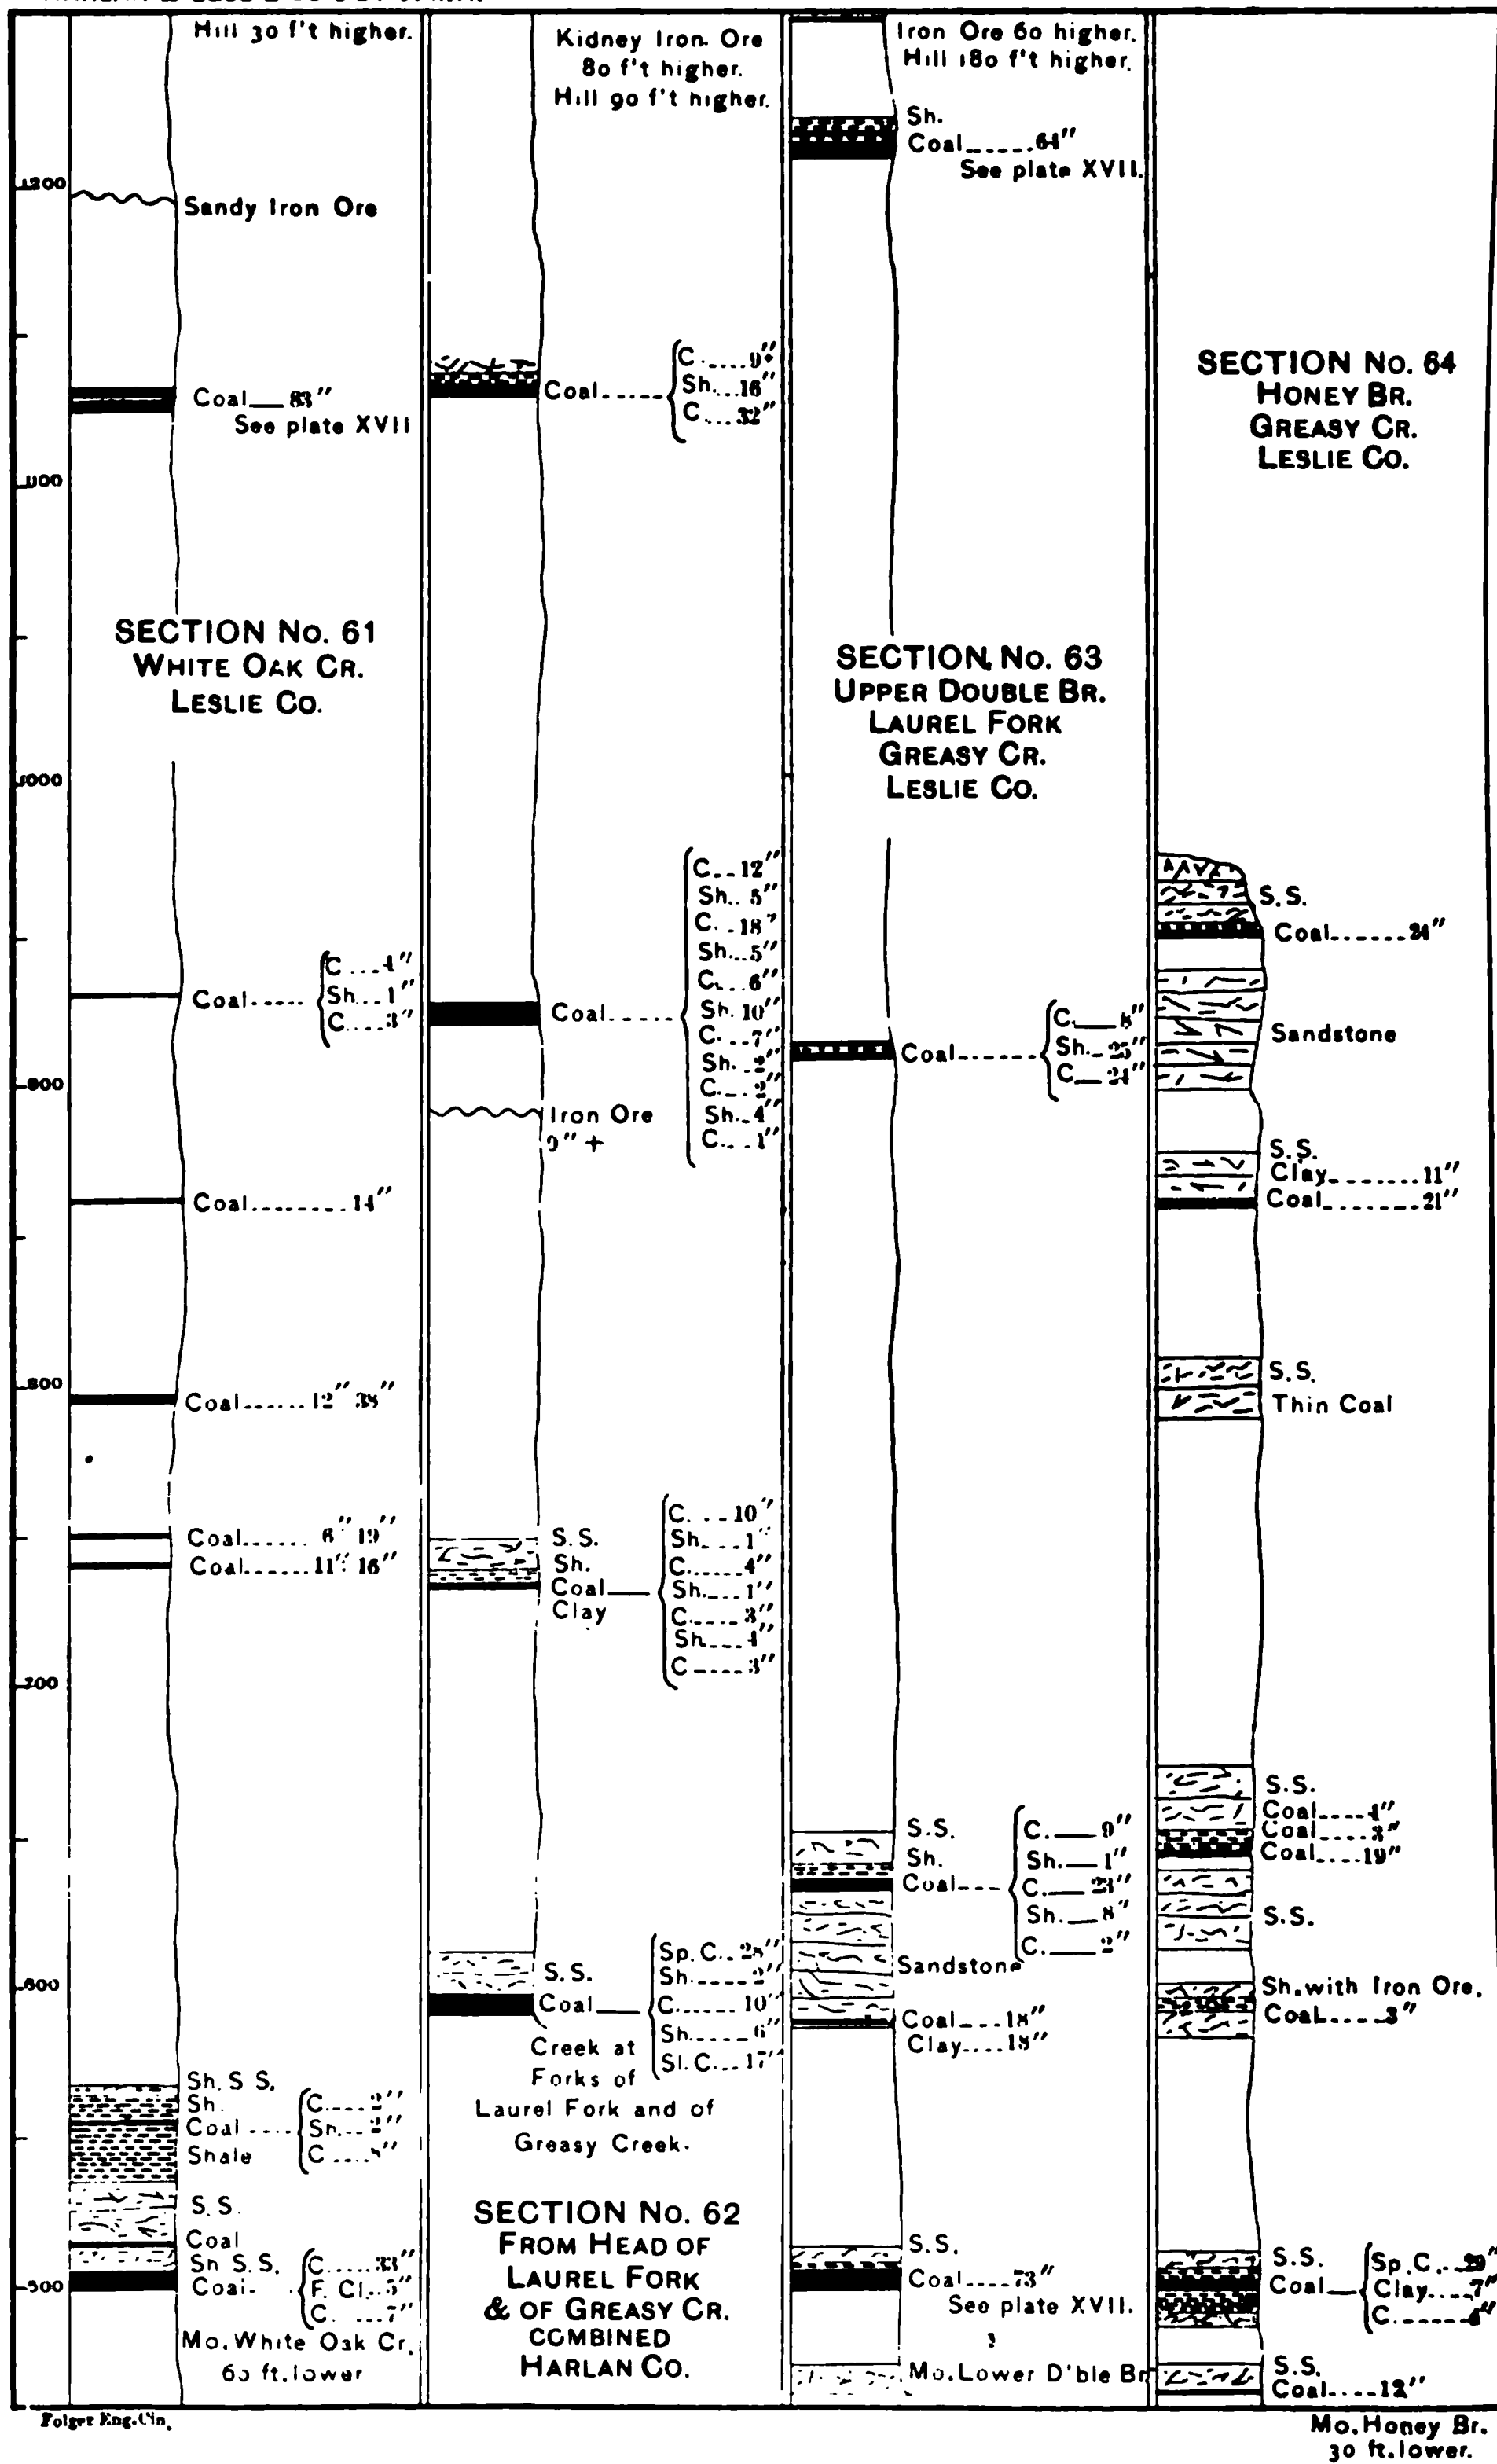 Hill 30 f't higher.
1200
Sandy Iron Ore
Coal 83"
See plate XVII
1100
SECTION No. 61
WHITE OAK CR.
LESLIE CO.
1000
Coal
C. 4"
Sh. 1"
C. 3"
900
Coal 14"
800
Coal 12" 38"
Coal 6" 19"
Coal 11" 16"
700
600
Sh. S S.
Sh.
Coal
Shale
C. 2"
Sh. 2"
C 8"
S. S.
Coal
Sh S. S.
Coal
C. 33"
F. Cl. 5"
C. 7"
500
Mo. White Oak Cr.
60 ft. lower
Kidney Iron Ore
80 f't higher.
Hill 90 f't higher.
Coal
C. 9"+
Sh. 16"
C. 32"
Coal
C. 12"
Sh. 5"
C. 18"
Sh. 5"
C. 6"
Sh. 10"
C. 7"
Sh. 2"
C. 2"
Sh. 4"
C. 1"
Iron Ore
9" +
S. S.
Sh.
Coal
Clay
C. 10"
Sh. 1"
C. 4"
Sh. 1"
C. 3"
Sh. 4"
C 3"
S. S.
Coal
Sp. C. 28"
Sh. 2"
C. 10"
Sh. 6"
Sl. C. 17"
Creek at
Forks of
Laurel Fork and of
Greasy Creek.
SECTION No. 62
FROM HEAD OF
LAUREL FORK
& OF GREASY CR.
COMBINED
HARLAN CO.
Iron Ore 60 higher.
Hill 180 f't higher.
Sh.
Coal 61"
See plate XVII.
SECTION No. 63
UPPER DOUBLE BR.
LAUREL FORK
GREASY CR.
LESLIE CO.
Coal
C. 8"
Sh. 25"
C. 24"
S.S.
Sh.
Coal
C. 9"
Sh. 1"
C. 23"
Sh. 8"
C. 2"
Sandstone
Coal 18"
Clay 18"
S. S.
Coal 73"
See plate XVII.
Mo. Lower D'ble Br
SECTION No. 64
HONEY BR.
GREASY CR.
LESLIE CO.
S. S.
Coal 24"
Sandstone
S. S.
Clay 11"
Coal 21"
S. S.
Thin Coal
S. S.
Coal 4"
Coal 3"
Coal 19"
S. S.
Sh. with Iron Ore.
Coal 3"
S. S.
Coal
Sp. C. 29"
Clay 7"
C. 4"
S. S.
Coal 12"
Folger Eng. Cin.
Mo. Honey Br.
30 ft. lower.